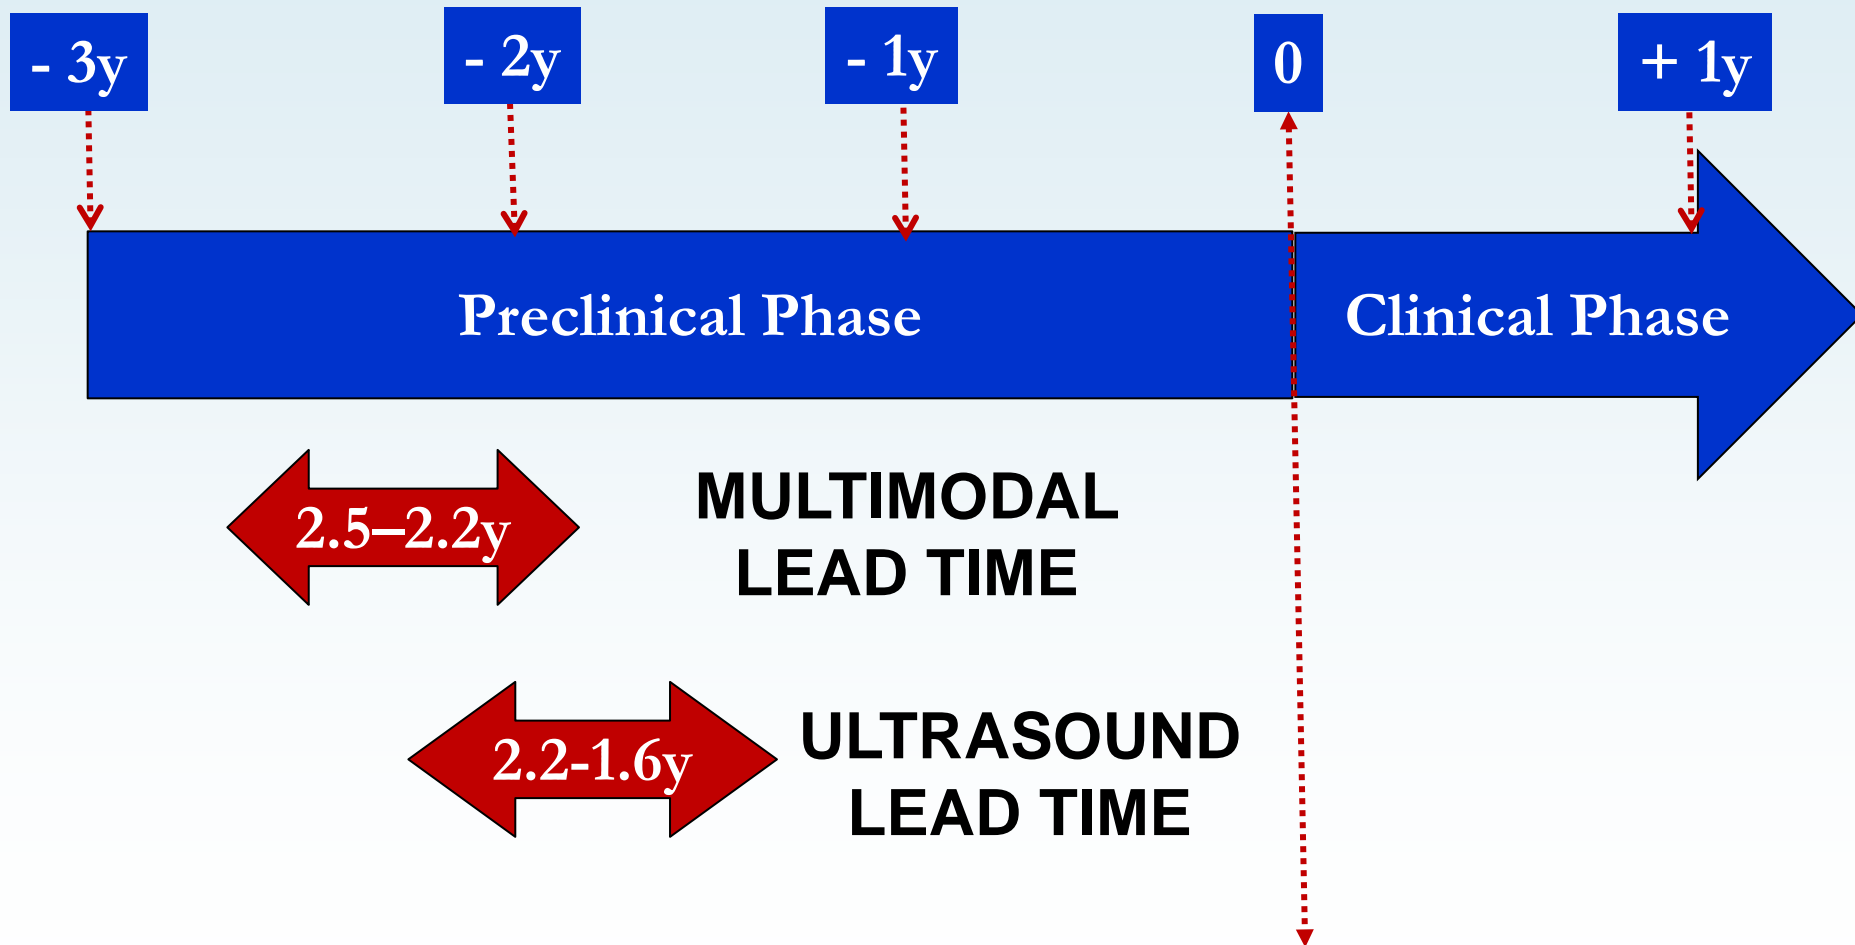 - 3y
- 2y
- 1y
0
+ 1y
Preclinical Phase
Clinical Phase
2.5–2.2y
MULTIMODAL
LEAD TIME
2.2-1.6y
ULTRASOUND
LEAD TIME